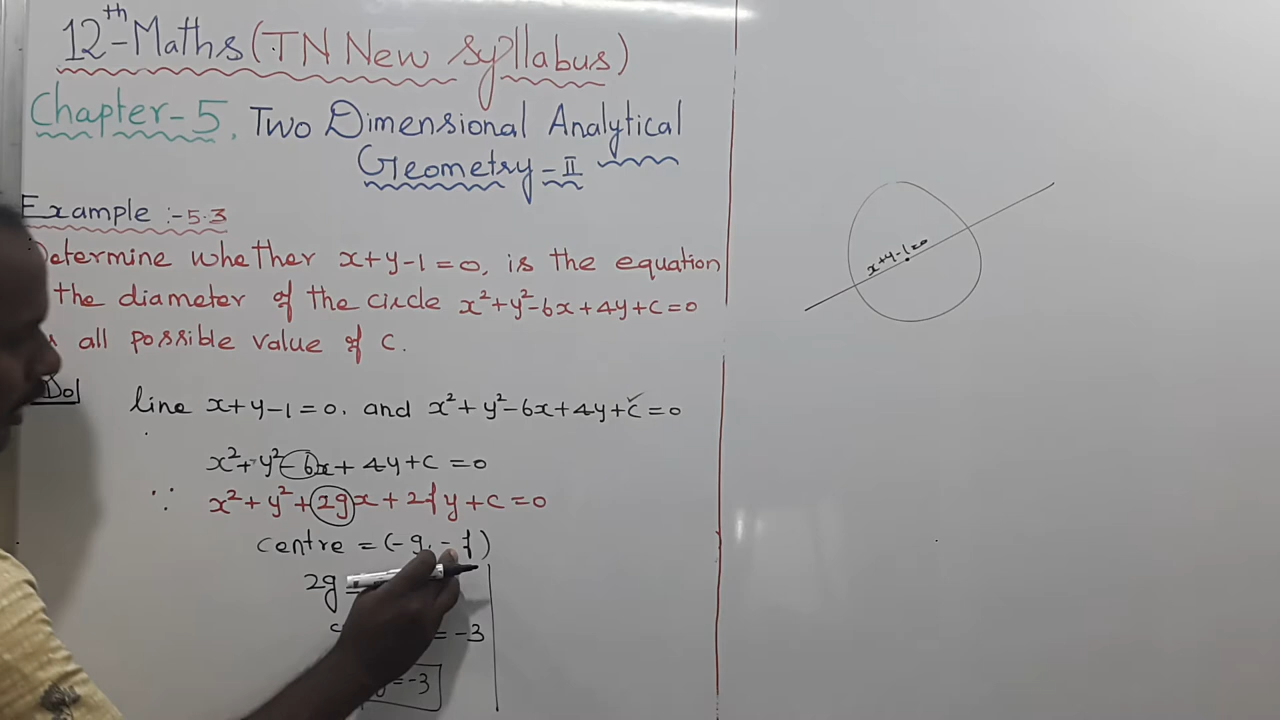 12th-Maths (TN New syllabus)
Chapter-5. Two Dimensional Analytical
Geometry-II
Example :-5.3
Determine whether x+y-1=0, is the equation
the diameter of the circle x²+y²-6x+4y+c=0
all possible value of c.
line x+y-1=0. and x²+y²-6x+4y+c=0
x²+y²-6x+4y+c=0
∵ x²+y²+2gx+2fy+c=0
centre = (-g, -f)
2g
= -3
=-3
x+y-1=0